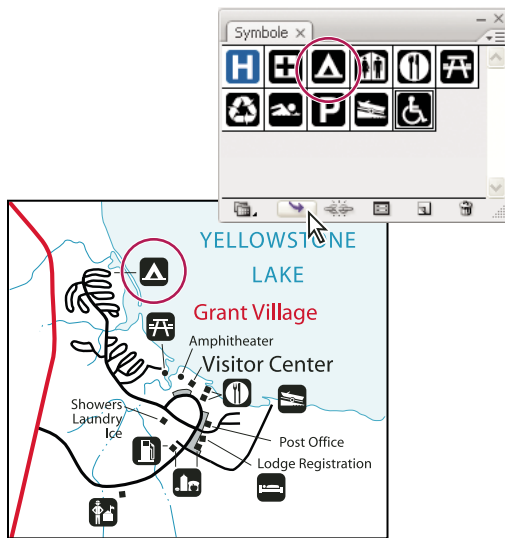 Symbole
H
P
YELLOWSTONE
LAKE
Grant Village
Amphitheater
Visitor Center
Showers
Laundry
Ice
Post Office
Lodge Registration